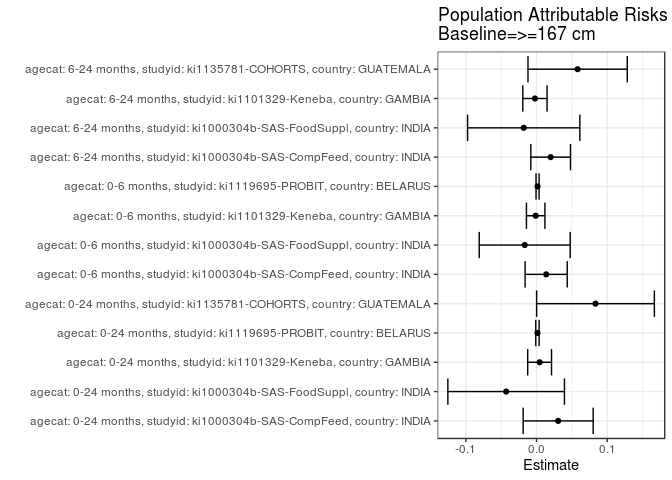 Population Attributable Risks
Baseline=>=167 cm
agecat: 6-24 months, studyid: ki1135781-COHORTS, country: GUATEMALA
agecat: 6-24 months, studyid: ki1101329-Keneba, country: GAMBIA
agecat: 6-24 months, studyid: ki1000304b-SAS-FoodSuppl, country: INDIA
agecat: 6-24 months, studyid: ki1000304b-SAS-CompFeed, country: INDIA
agecat: 0-6 months, studyid: ki1119695-PROBIT, country: BELARUS
agecat: 0-6 months, studyid: ki1101329-Keneba, country: GAMBIA
agecat: 0-6 months, studyid: ki1000304b-SAS-FoodSuppl, country: INDIA
agecat: 0-6 months, studyid: ki1000304b-SAS-CompFeed, country: INDIA
agecat: 0-24 months, studyid: ki1135781-COHORTS, country: GUATEMALA
agecat: 0-24 months, studyid: ki1119695-PROBIT, country: BELARUS
agecat: 0-24 months, studyid: ki1101329-Keneba, country: GAMBIA
agecat: 0-24 months, studyid: ki1000304b-SAS-FoodSuppl, country: INDIA
agecat: 0-24 months, studyid: ki1000304b-SAS-CompFeed, country: INDIA
-0.1 0.0 0.1
Estimate